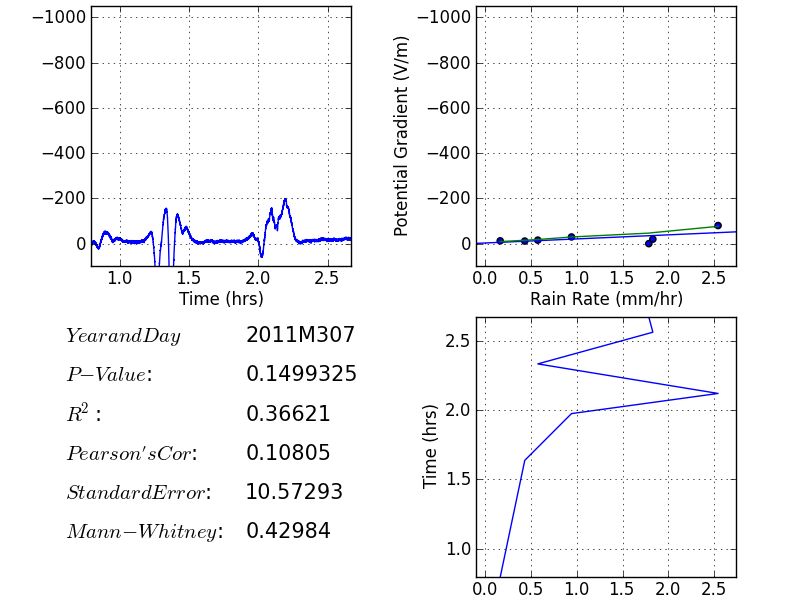 −1000
−800
−600
−400
−200
0
1.0 1.5 2.0 2.5
Time (hrs)
Potential Gradient (V/m)
−1000
−800
−600
−400
−200
0
0.0 0.5 1.0 1.5 2.0 2.5
Rain Rate (mm/hr)
YearandDay 2011M307
P−Value: 0.1499325
R²: 0.36621
Pearson'sCor: 0.10805
StandardError: 10.57293
Mann−Whitney: 0.42984
Time (hrs)
2.5
2.0
1.5
1.0
0.0 0.5 1.0 1.5 2.0 2.5